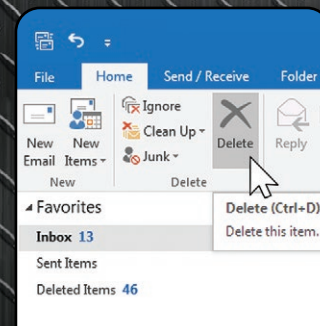 File Home Send / Receive Folder
Ignore
Clean Up
Junk
New Email
New Items
Delete
Reply
New Delete
Favorites
Delete (Ctrl+D)
Inbox 13
Delete this item.
Sent Items
Deleted Items 46